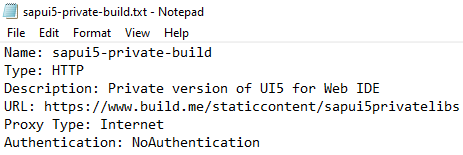 sapui5-private-build.txt - Notepad
File Edit Format View Help
Name: sapui5-private-build
Type: HTTP
Description: Private version of UI5 for Web IDE
URL: https://www.build.me/staticcontent/sapui5privatelibs
Proxy Type: Internet
Authentication: NoAuthentication